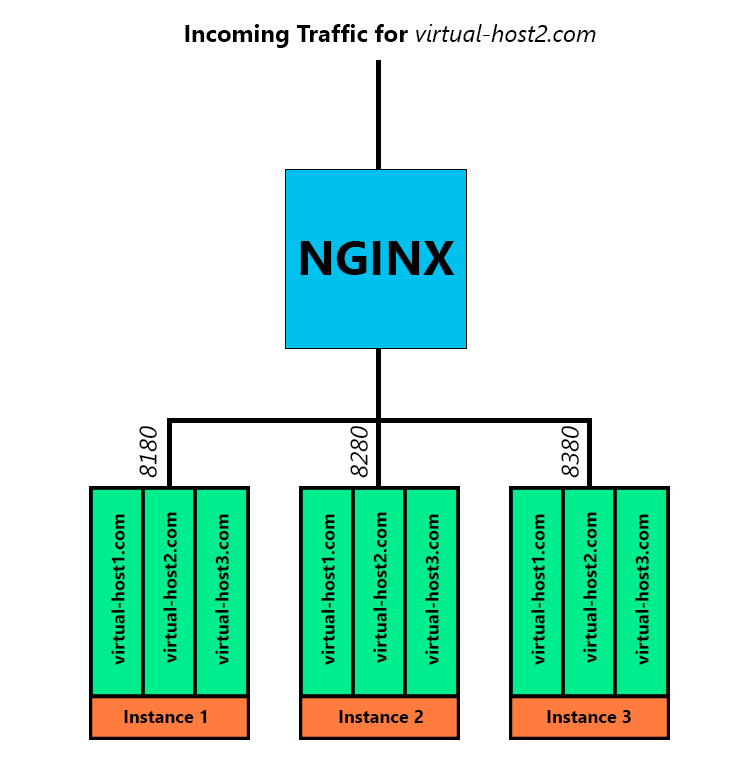 Incoming Traffic for virtual-host2.com
NGINX
8180
8280
8380
virtual-host1.com
virtual-host2.com
virtual-host3.com
virtual-host1.com
virtual-host2.com
virtual-host3.com
virtual-host1.com
virtual-host2.com
virtual-host3.com
Instance 1
Instance 2
Instance 3